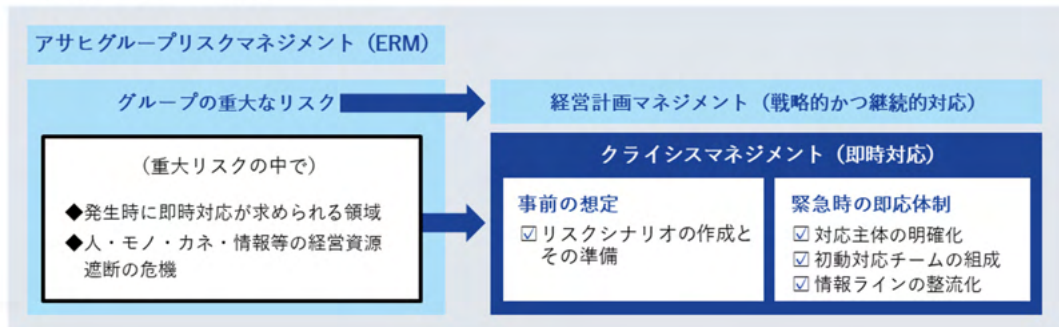 アサヒグループリスクマネジメント（ERM）
グループの重大なリスク
経営計画マネジメント（戦略的かつ継続的対応）
（重大リスクの中で）
◆発生時に即時対応が求められる領域
◆人・モノ・カネ・情報等の経営資源
遮断の危機
クライシスマネジメント（即時対応）
事前の想定
☑リスクシナリオの作成と
その準備
緊急時の即応体制
☑対応主体の明確化
☑初動対応チームの組成
☑情報ラインの整流化